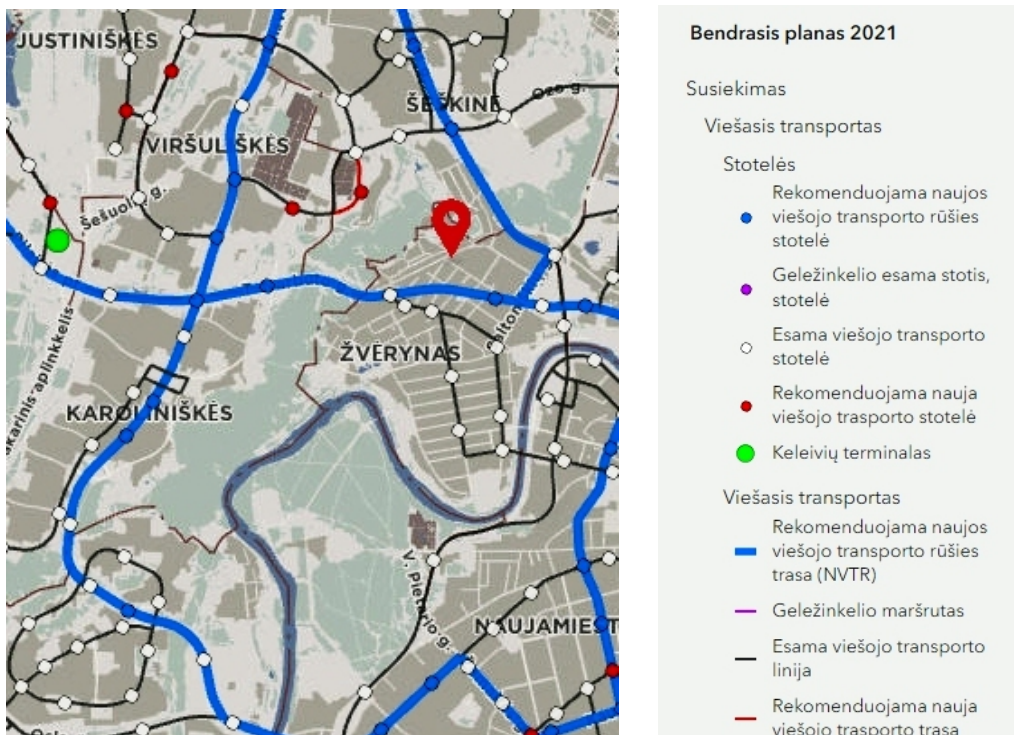 JUSTINIŠKĖS
ŠEŠKINĖ
Ozo g.
VIRŠULIŠKĖS
Šešuolių g.
ŽVĖRYNAS
KAROLINIŠKĖS
V. Pietario g.
NAUJAMIEST
Bendrasis planas 2021
Susiekimas
Viešasis transportas
Stotelės
Rekomenduojama naujos
viešojo transporto rūšies
stotelė
Geležinkelio esama stotis,
stotelė
Esama viešojo transporto
stotelė
Rekomenduojama nauja
viešojo trasporto stotelė
Keleivių terminalas
Viešasis transportas
Rekomenduojama naujos
viešojo transporto rūšies
trasa (NVTR)
Geležinkelio maršrutas
Esama viešojo transporto
linija
Rekomenduojama nauja
viešojo trasporto trasa